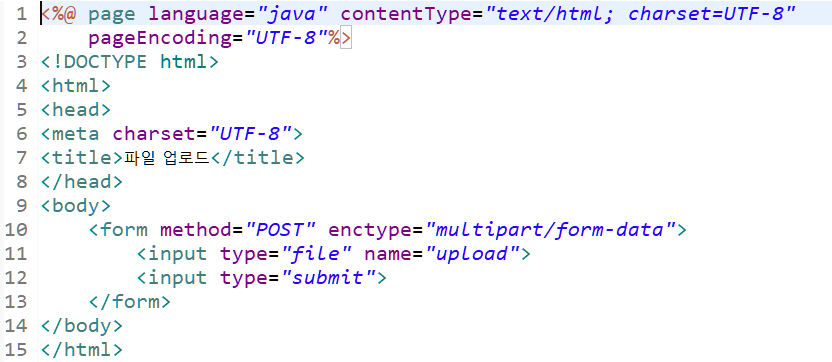 1 <%@ page language="java" contentType="text/html; charset=UTF-8"
2     pageEncoding="UTF-8"%>
3 <!DOCTYPE html>
4 <html>
5 <head>
6 <meta charset="UTF-8">
7 <title>파일 업로드</title>
8 </head>
9 <body>
10     <form method="POST" enctype="multipart/form-data">
11         <input type="file" name="upload">
12         <input type="submit">
13     </form>
14 </body>
15 </html>